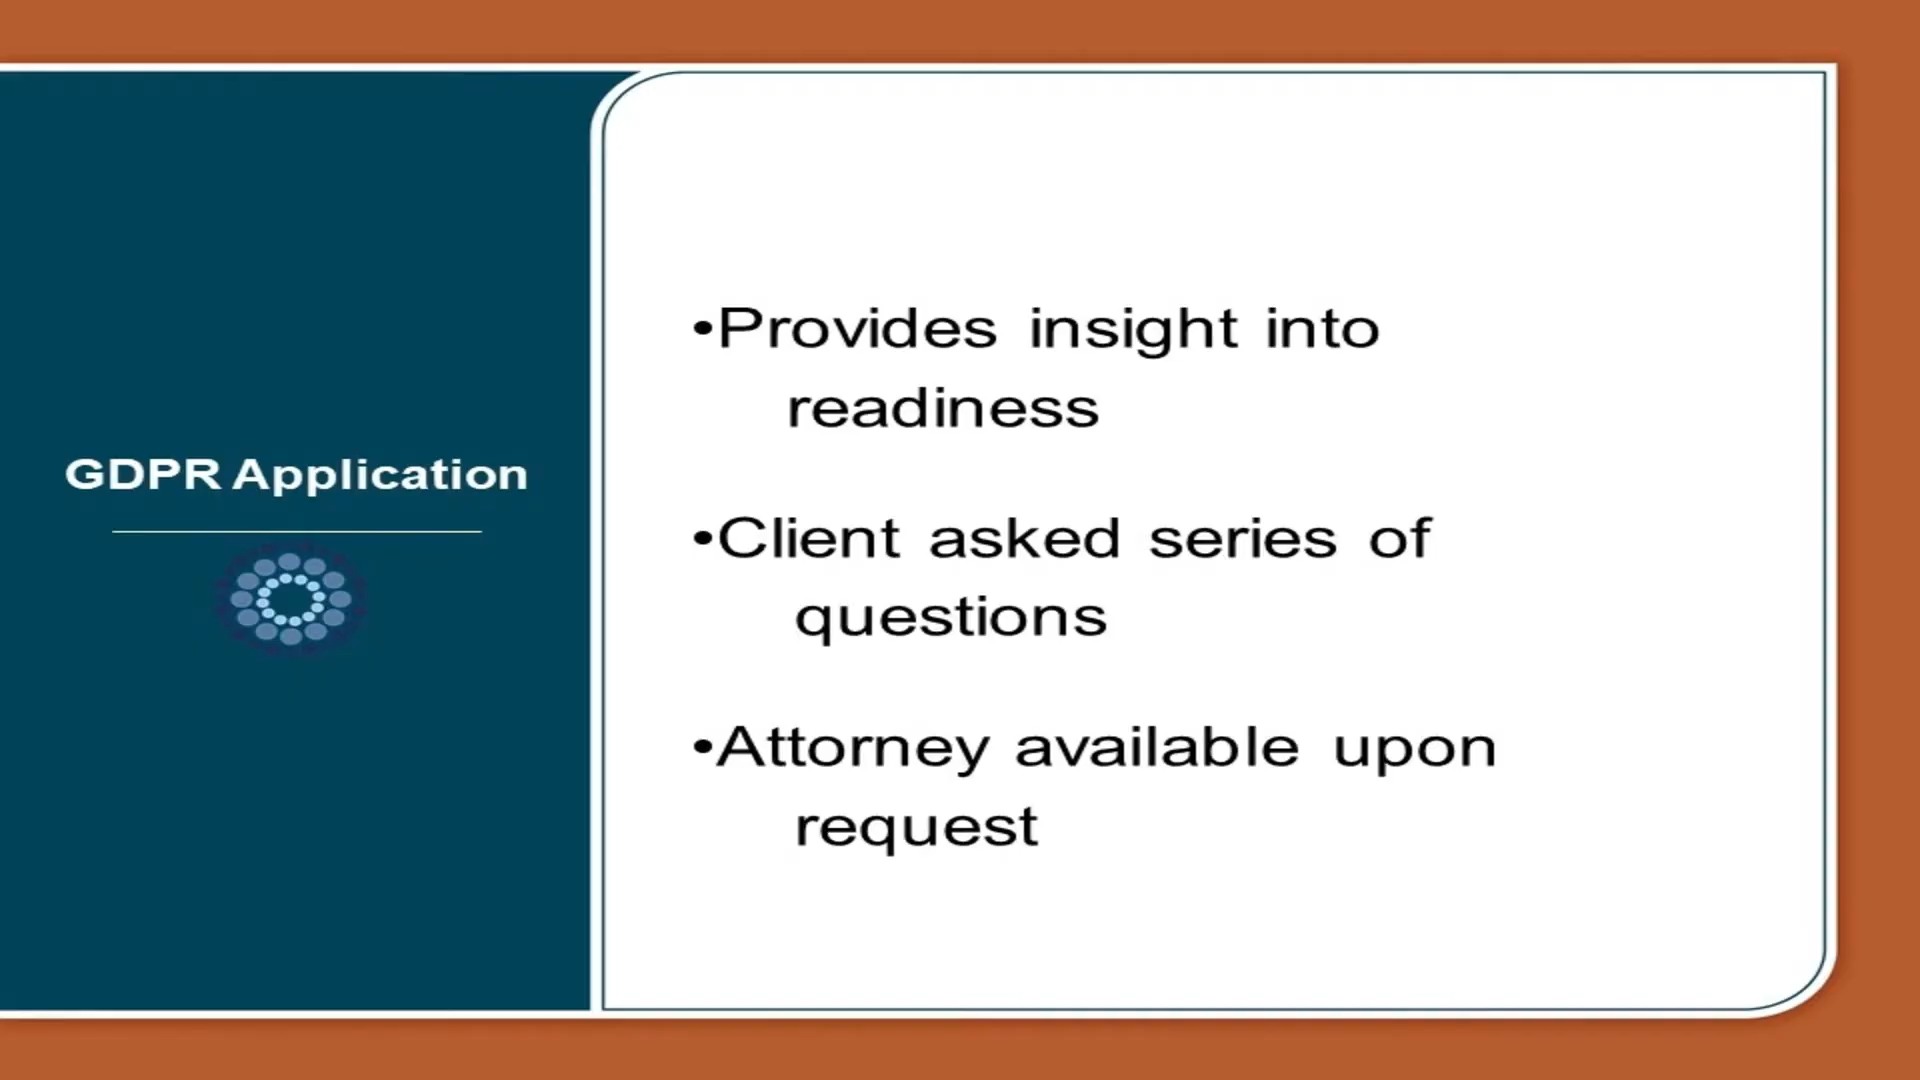 GDPR Application
•Provides insight into
readiness
•Client asked series of
questions
•Attorney available upon
request